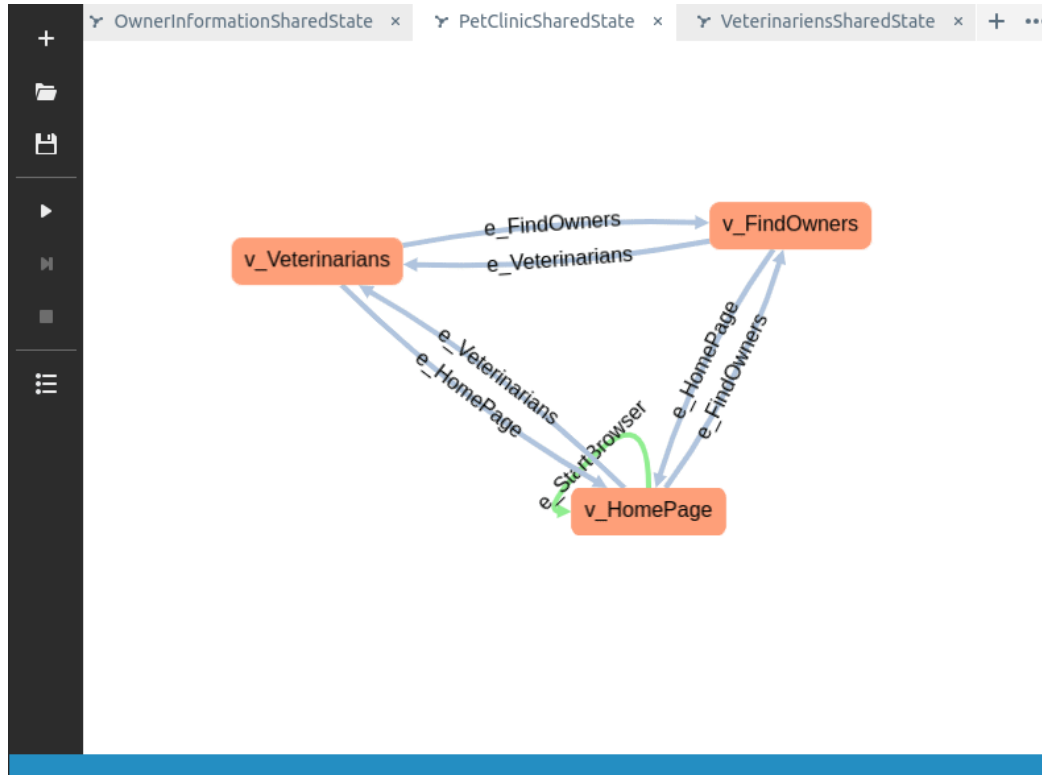 OwnerInformationSharedState ×
PetClinicSharedState ×
VeterinariensSharedState ×
e_FindOwners
v_FindOwners
v_Veterinarians
e_Veterinarians
e_HomePage
e_Veterinarians
e_HomePage
e_FindOwners
e_StartBrowser
v_HomePage